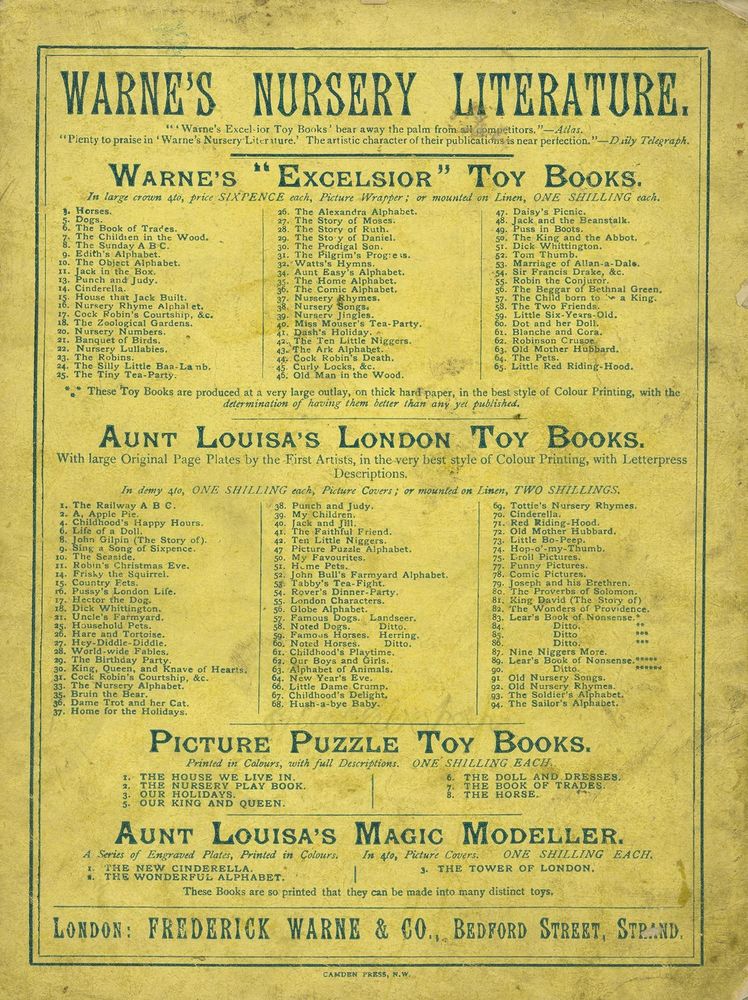 WARNE'S NURSERY LITERATURE.
"'Warne's Excelsior Toy Books' bear away the palm from all competitors."—Atlas.
"Plenty to praise in 'Warne's Nursery Literature.' The artistic character of their publications is near perfection."—Daily Telegraph.
WARNE'S "EXCELSIOR" TOY BOOKS.
In large crown 4to, price SIXPENCE each, Picture Wrapper; or mounted on Linen, ONE SHILLING each.
3. Horses.
5. Dogs.
6. The Book of Trades.
7. The Children in the Wood.
8. The Sunday A B C.
9. Edith's Alphabet.
10. The Object Alphabet.
11. Jack in the Box.
13. Punch and Judy.
14. Cinderella.
15. House that Jack Built.
16. Nursery Rhyme Alphabet.
17. Cock Robin's Courtship, &c.
18. The Zoological Gardens.
20. Nursery Numbers.
21. Banquet of Birds.
22. Nursery Lullabies.
23. The Robins.
24. The Silly Little Baa-Lamb.
25. The Tiny Tea-Party.
26. The Alexandra Alphabet.
27. The Story of Moses.
28. The Story of Ruth.
29. The Story of Daniel.
30. The Prodigal Son.
31. The Pilgrim's Progress.
32. Watts's Hymns.
34. Aunt Easy's Alphabet.
35. The Home Alphabet.
36. The Comic Alphabet.
37. Nursery Rhymes.
38. Nursery Songs.
39. Nursery Jingles.
40. Miss Mouser's Tea-Party.
41. Dash's Holiday.
42. The Ten Little Niggers.
43. The Ark Alphabet.
44. Cock Robin's Death.
45. Curly Locks, &c.
46. Old Man in the Wood.
47. Daisy's Picnic.
48. Jack and the Beanstalk.
49. Puss in Boots.
50. The King and the Abbot.
51. Dick Whittington.
52. Tom Thumb.
53. Marriage of Allan-a-Dale.
54. Sir Francis Drake, &c.
55. Robin the Conjuror.
56. The Beggar of Bethnal Green.
57. The Child born to a King.
58. The Two Friends.
59. Little Six-Years-Old.
60. Dot and her Doll.
61. Blanche and Cora.
62. Robinson Crusoe.
63. Old Mother Hubbard.
64. The Pets.
65. Little Red Riding-Hood.
*** These Toy Books are produced at a very large outlay, on thick hard paper, in the best style of Colour Printing, with the
determination of having them better than any yet published.
AUNT LOUISA'S LONDON TOY BOOKS.
With large Original Page Plates by the First Artists, in the very best style of Colour Printing, with Letterpress
Descriptions.
In demy 4to, ONE SHILLING each, Picture Covers; or mounted on Linen, TWO SHILLINGS.
1. The Railway A B C.
2. A, Apple Pie.
4. Childhood's Happy Hours.
6. Life of a Doll.
8. John Gilpin (The Story of).
9. Sing a Song of Sixpence.
10. The Seaside.
11. Robin's Christmas Eve.
14. Frisky the Squirrel.
15. Country Pets.
16. Pussy's London Life.
17. Hector the Dog.
18. Dick Whittington.
21. Uncle's Farmyard.
25. Household Pets.
26. Hare and Tortoise.
27. Hey-Diddle-Diddle.
28. World-wide Fables.
29. The Birthday Party.
30. King, Queen, and Knave of Hearts.
31. Cock Robin's Courtship, &c.
33. The Nursery Alphabet.
35. Bruin the Bear.
36. Dame Trot and her Cat.
37. Home for the Holidays.
38. Punch and Judy.
39. My Children.
40. Jack and Jill.
41. The Faithful Friend.
42. Ten Little Niggers.
47 Picture Puzzle Alphabet.
50. My Favourites.
51. Home Pets.
52. John Bull's Farmyard Alphabet.
53. Tabby's Tea-Fight.
54. Rover's Dinner-Party.
55. London Characters.
56. Globe Alphabet.
57. Famous Dogs. Landseer.
58. Noted Dogs. Ditto.
59. Famous Horses. Herring.
60. Noted Horses. Ditto.
61. Childhood's Playtime.
62. Our Boys and Girls.
63. Alphabet of Animals.
64. New Year's Eve.
66. Little Dame Crump.
67. Childhood's Delight.
68. Hush-a-bye Baby.
69. Tottie's Nursery Rhymes.
70. Cinderella.
71. Red Riding-Hood.
72. Old Mother Hubbard.
73. Little Bo-Peep.
74. Hop-o'-my-Thumb.
75. Droll Pictures.
77. Funny Pictures.
78. Comic Pictures.
79. Joseph and his Brethren.
80. The Proverbs of Solomon.
81. King David (The Story of)
82. The Wonders of Providence.
83. Lear's Book of Nonsense.*
84. Ditto. **
85. Ditto ***
86. Ditto. ***
87. Nine Niggers More.
89. Lear's Book of Nonsense.*****
90. Ditto. ******
91 Old Nursery Songs.
92. Old Nursery Rhymes.
93. The Soldier's Alphabet.
94. The Sailor's Alphabet.
PICTURE PUZZLE TOY BOOKS.
Printed in Colours, with full Descriptions. ONE SHILLING EACH.
1. THE HOUSE WE LIVE IN.
2. THE NURSERY PLAY BOOK.
3. OUR HOLIDAYS.
5. OUR KING AND QUEEN.
6. THE DOLL AND DRESSES.
7. THE BOOK OF TRADES.
8. THE HORSE.
AUNT LOUISA'S MAGIC MODELLER.
A Series of Engraved Plates, Printed in Colours. In 4to, Picture Covers. ONE SHILLING EACH.
1. THE NEW CINDERELLA.
2. THE WONDERFUL ALPHABET.
3. THE TOWER OF LONDON.
These Books are so printed that they can be made into many distinct toys.
LONDON: FREDERICK WARNE & CO., BEDFORD STREET, STRAND.
CAMDEN PRESS, N.W.